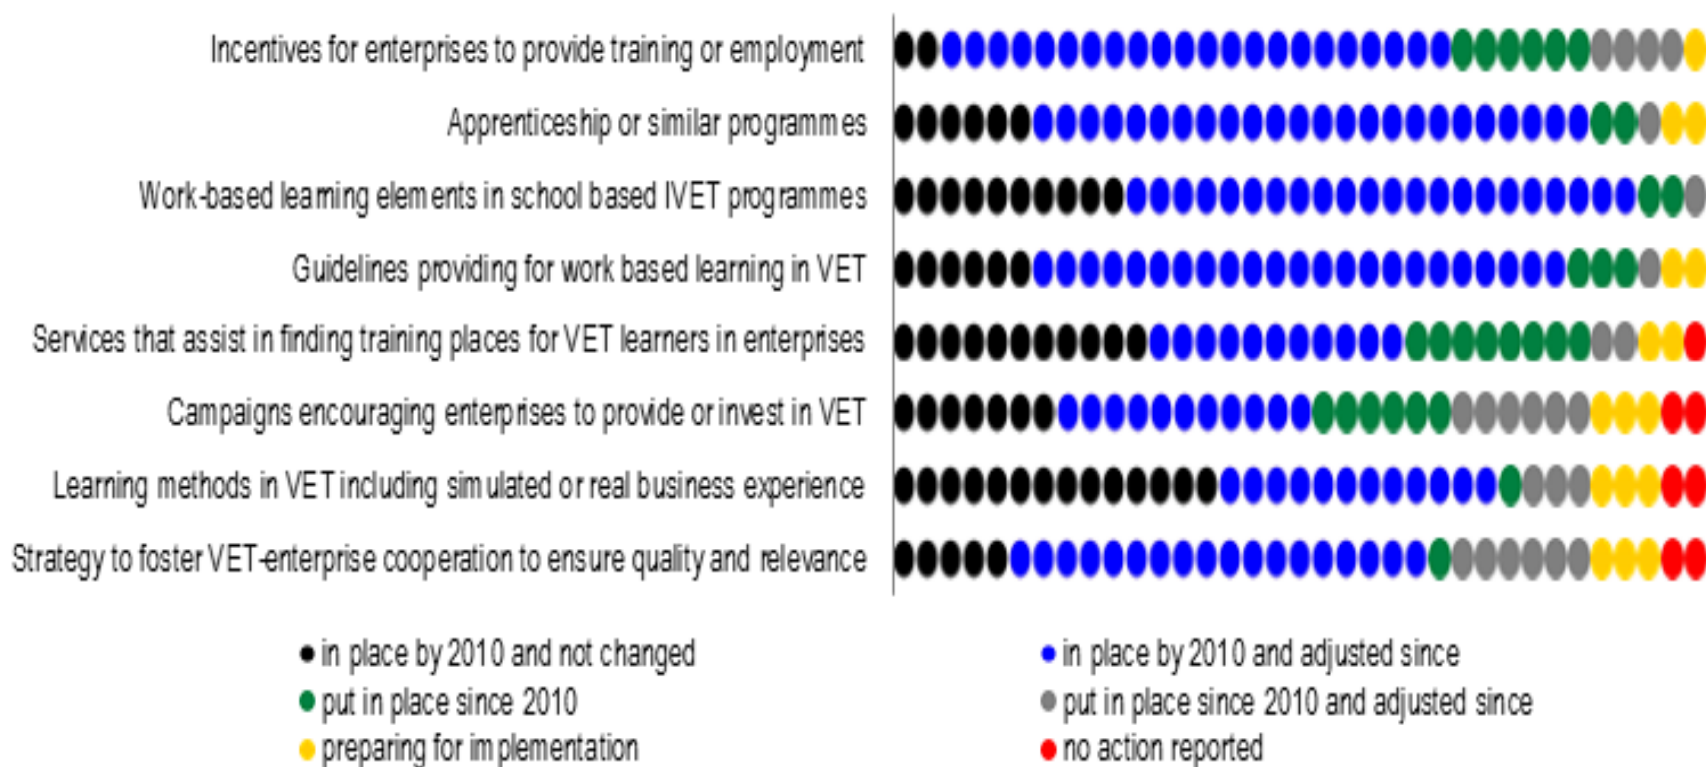 Incentives for enterprises to provide training or employment
Apprenticeship or similar programmes
Work-based learning elements in school based IVET programmes
Guidelines providing for work based learning in VET
Services that assist in finding training places for VET learners in enterprises
Campaigns encouraging enterprises to provide or invest in VET
Learning methods in VET including simulated or real business experience
Strategy to foster VET-enterprise cooperation to ensure quality and relevance
in place by 2010 and not changed
in place by 2010 and adjusted since
put in place since 2010
put in place since 2010 and adjusted since
preparing for implementation
no action reported